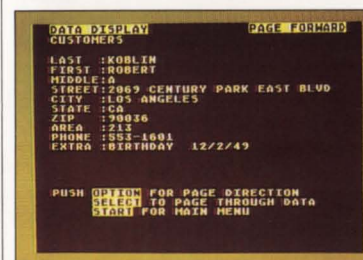 DATA DISPLAY PAGE FORWARD
CUSTOMERS
LAST :KOBLIN
FIRST :ROBERT
MIDDLE:A
STREET:2069 CENTURY PARK EAST BLVD
CITY :LOS ANGELES
STATE :CA
ZIP :90036
AREA :213
PHONE :553-1601
EXTRA :BIRTHDAY 12/2/49
PUSH OPTION FOR PAGE DIRECTION
SELECT TO PAGE THROUGH DATA
START FOR MAIN MENU